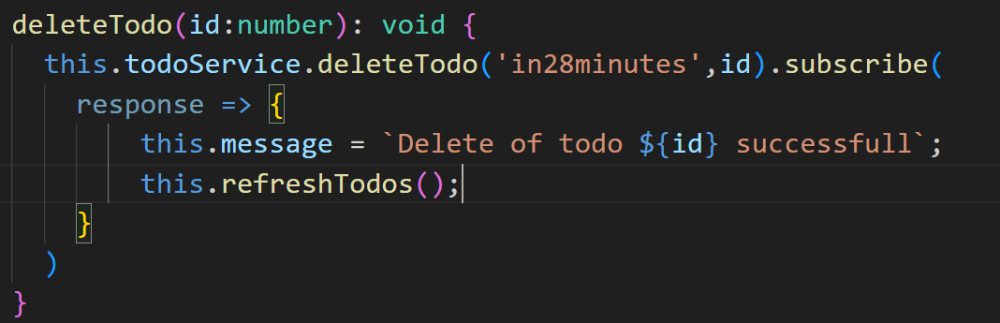 deleteTodo(id:number): void {
  this.todoService.deleteTodo('in28minutes',id).subscribe(
    response => {
        this.message = `Delete of todo ${id} successfull`;
        this.refreshTodos();
    }
  )
}